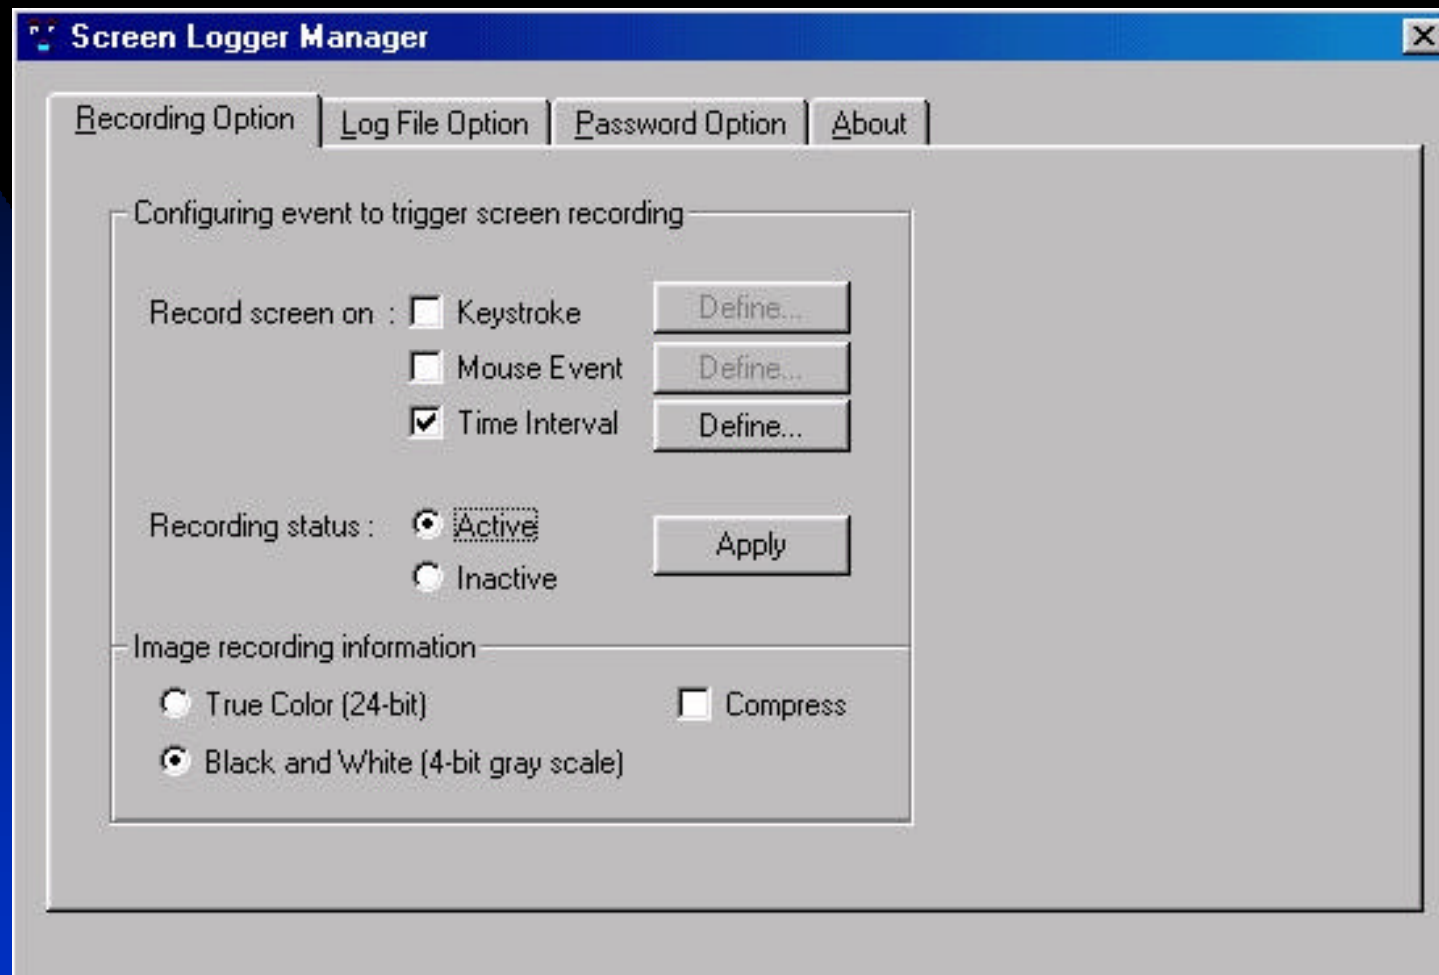 Screen Logger Manager
Recording Option Log File Option Password Option About
Configuring event to trigger screen recording
Record screen on : Keystroke Define...
Mouse Event Define...
Time Interval Define...
Recording status : Active Apply
Inactive
Image recording information
True Color (24-bit) Compress
Black and White (4-bit gray scale)